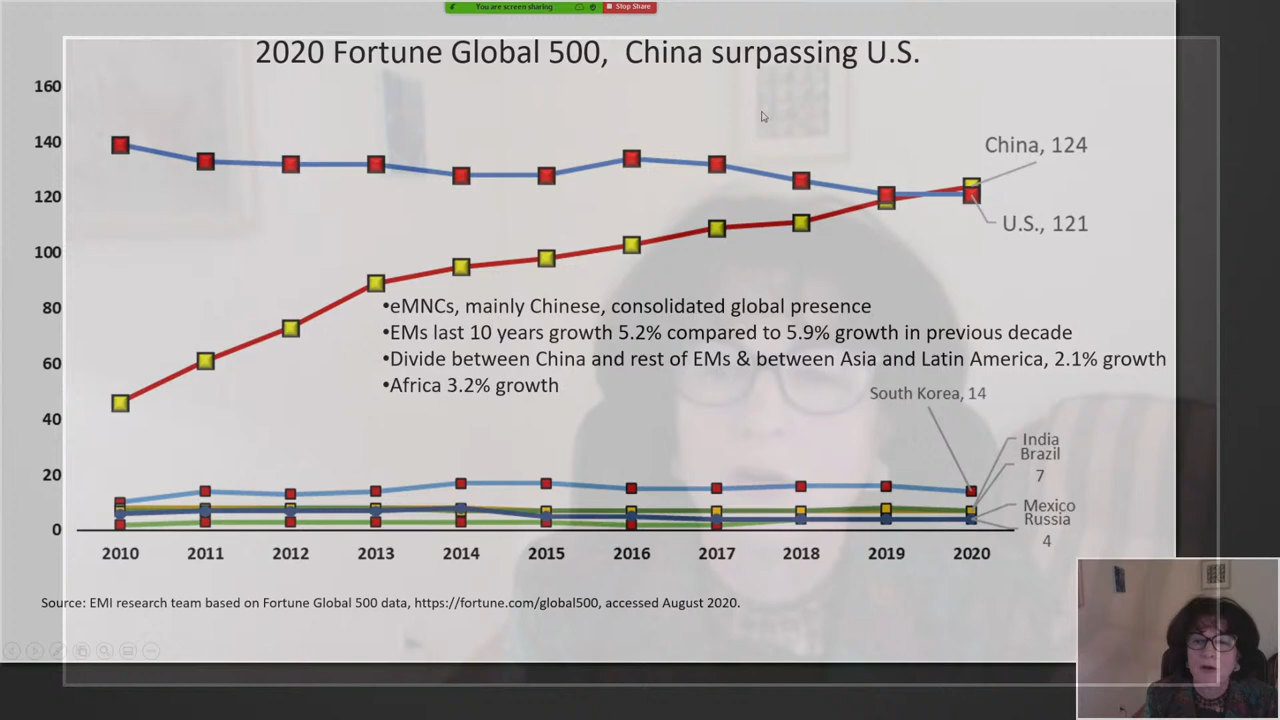 You are screen sharing
Stop Share
2020 Fortune Global 500, China surpassing U.S.
160
140
120
100
80
60
40
20
0
China, 124
U.S., 121
•eMNCs, mainly Chinese, consolidated global presence
•EMs last 10 years growth 5.2% compared to 5.9% growth in previous decade
•Divide between China and rest of EMs & between Asia and Latin America, 2.1% growth
•Africa 3.2% growth
South Korea, 14
India
Brazil
7
Mexico
Russia
4
2010 2011 2012 2013 2014 2015 2016 2017 2018 2019 2020
Source: EMI research team based on Fortune Global 500 data, https://fortune.com/global500, accessed August 2020.